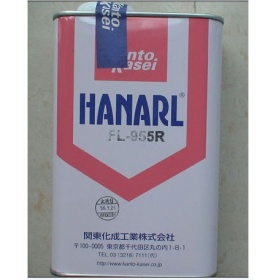 Kanto
Kasei
HANARL
FL-955R
関東化成工業株式会社
〒100-0005 東京都千代田区丸の内1-8-1
TEL 03(3216)7111(代)
http://www.kanto-kasei.co.jp/